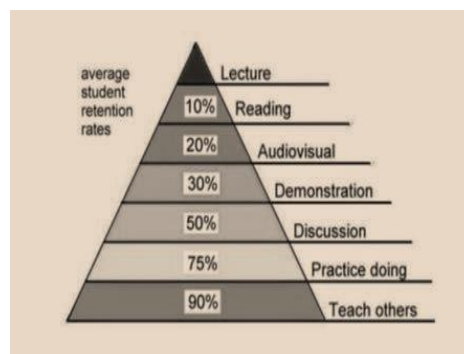 average
student
retention
rates
Lecture
10% Reading
20% Audiovisual
30% Demonstration
50% Discussion
75% Practice doing
90% Teach others